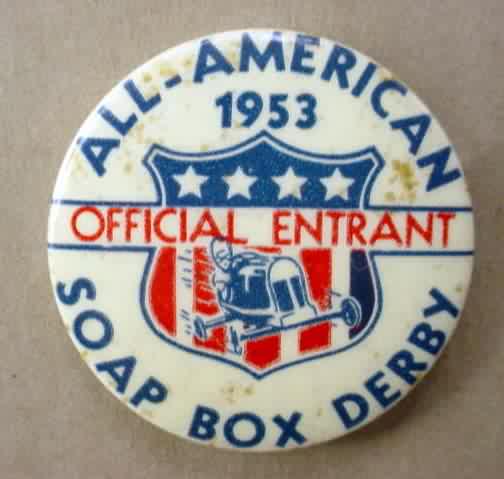 ALL-AMERICAN
1953
OFFICIAL ENTRANT
SOAP BOX DERBY